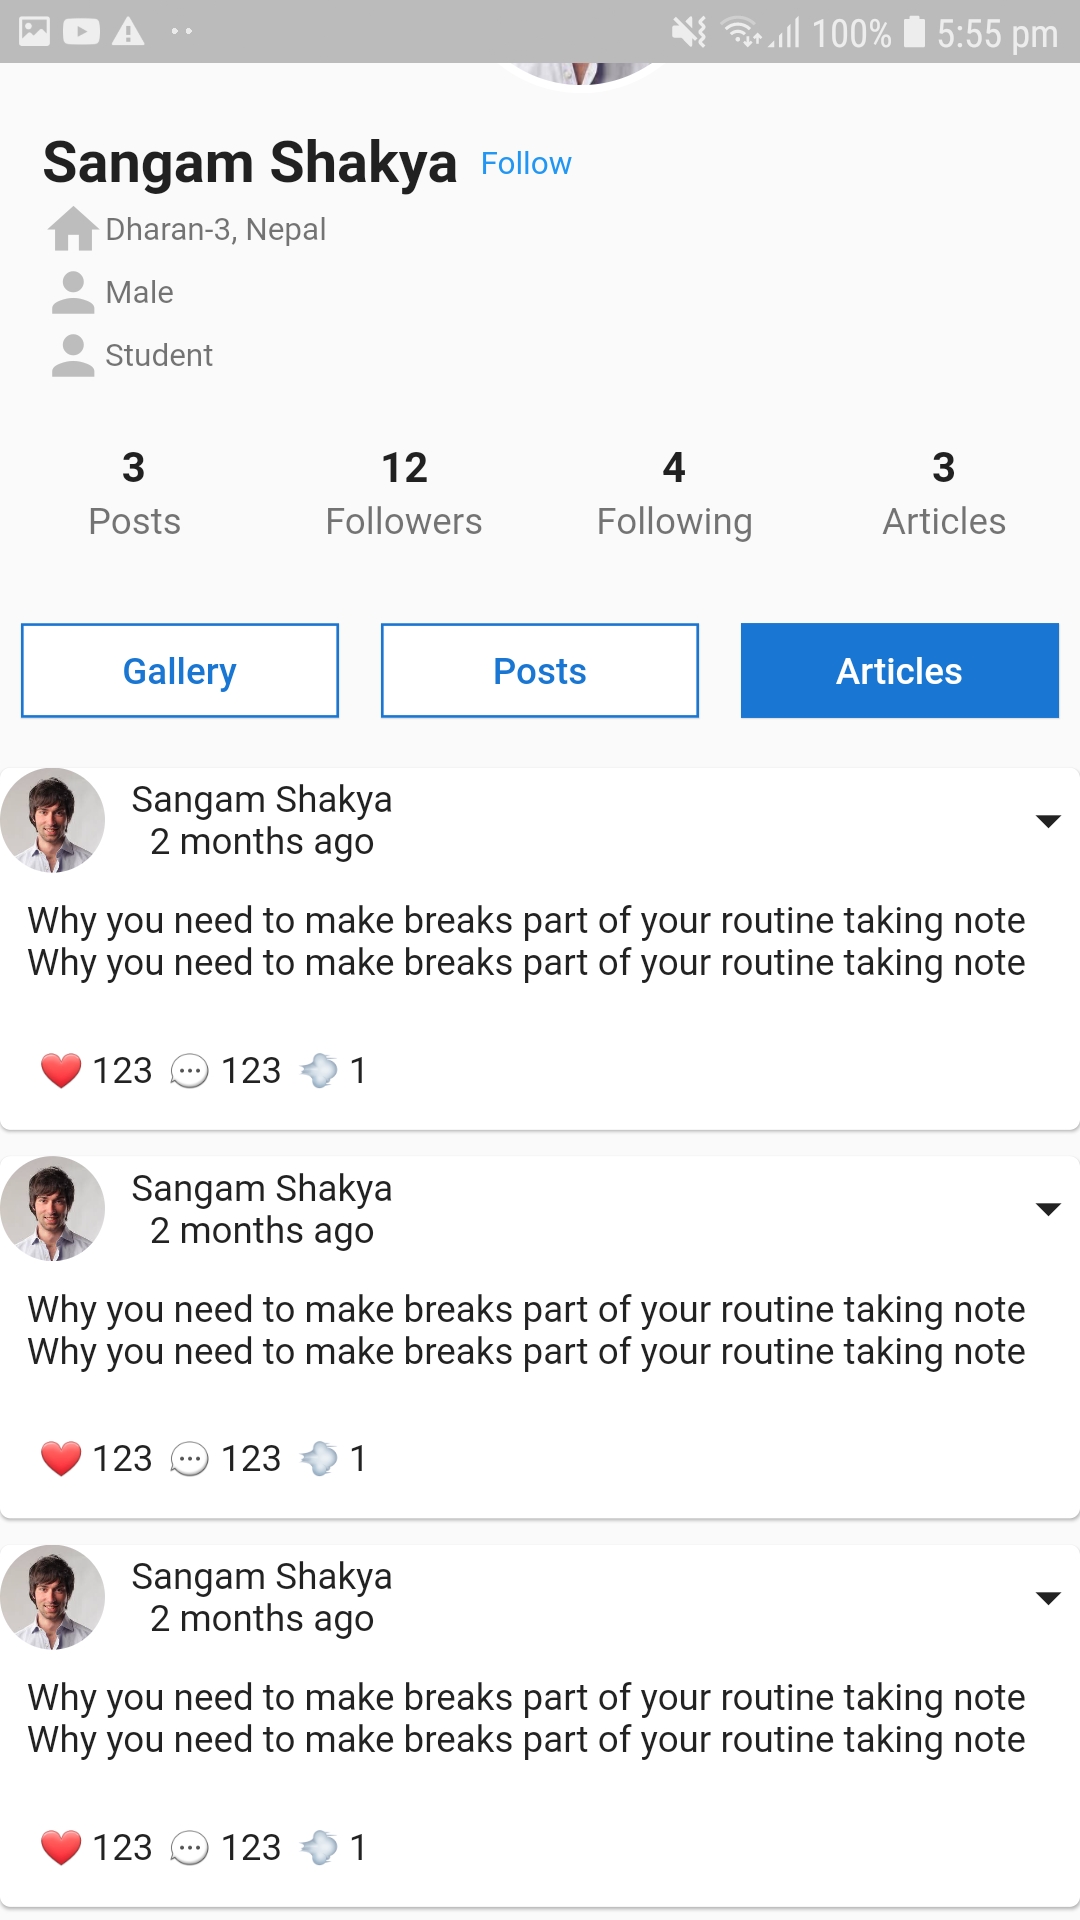 100% 5:55 pm
Sangam Shakya Follow
Dharan-3, Nepal
Male
Student
3 12 4 3
Posts Followers Following Articles
Gallery Posts Articles
Sangam Shakya
2 months ago
Why you need to make breaks part of your routine taking note
Why you need to make breaks part of your routine taking note
123 123 1
Sangam Shakya
2 months ago
Why you need to make breaks part of your routine taking note
Why you need to make breaks part of your routine taking note
123 123 1
Sangam Shakya
2 months ago
Why you need to make breaks part of your routine taking note
Why you need to make breaks part of your routine taking note
123 123 1